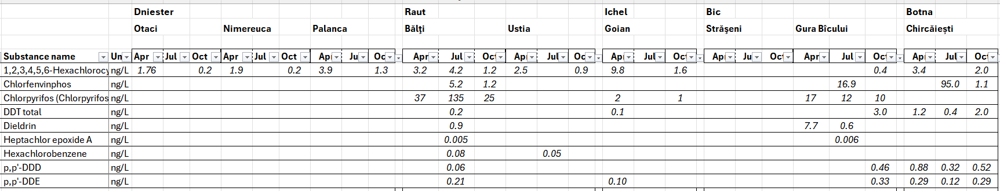 Dniester Raut Ichel Bic Botna
Otaci Nimereuca Palanca Bălţi Ustia Goian Străşeni Gura Bîcului Chircăiești
Substance name Un Apr Jul Oct Apr Jul Oct Ap Ju Oc Apr Jul Oct Apr Jul Oc Ap Jul Oct Ap Ju Oct Apr Jul Oct Ap Jul Oct
1,2,3,4,5,6-Hexachlorocy ng/L 1.76 0.2 1.9 0.2 3.9 1.3 3.2 4.2 1.2 2.5 0.9 9.8 1.6 0.4 3.4 2.0
Chlorfenvinphos ng/L 5.2 1.2 16.9 95.0 1.1
Chlorpyrifos (Chlorpyrifos ng/L 37 135 25 2 1 17 12 10
DDT total ng/L 0.2 0.1 3.0 1.2 0.4 2.0
Dieldrin ng/L 0.9 7.7 0.6
Heptachlor epoxide A ng/L 0.005 0.006
Hexachlorobenzene ng/L 0.08 0.05
p,p'-DDD ng/L 0.06 0.46 0.88 0.32 0.52
p,p'-DDE ng/L 0.21 0.10 0.33 0.29 0.12 0.29